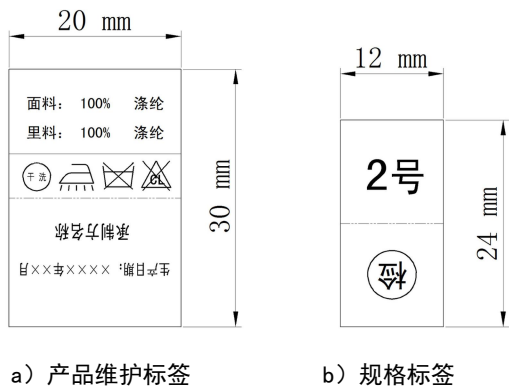 20 mm
面料: 100% 涤纶
里料: 100% 涤纶
干洗 CL
承制方名称
生产日期: ××××年××月
30 mm
a) 产品维护标签
12 mm
2号
检
24 mm
b) 规格标签